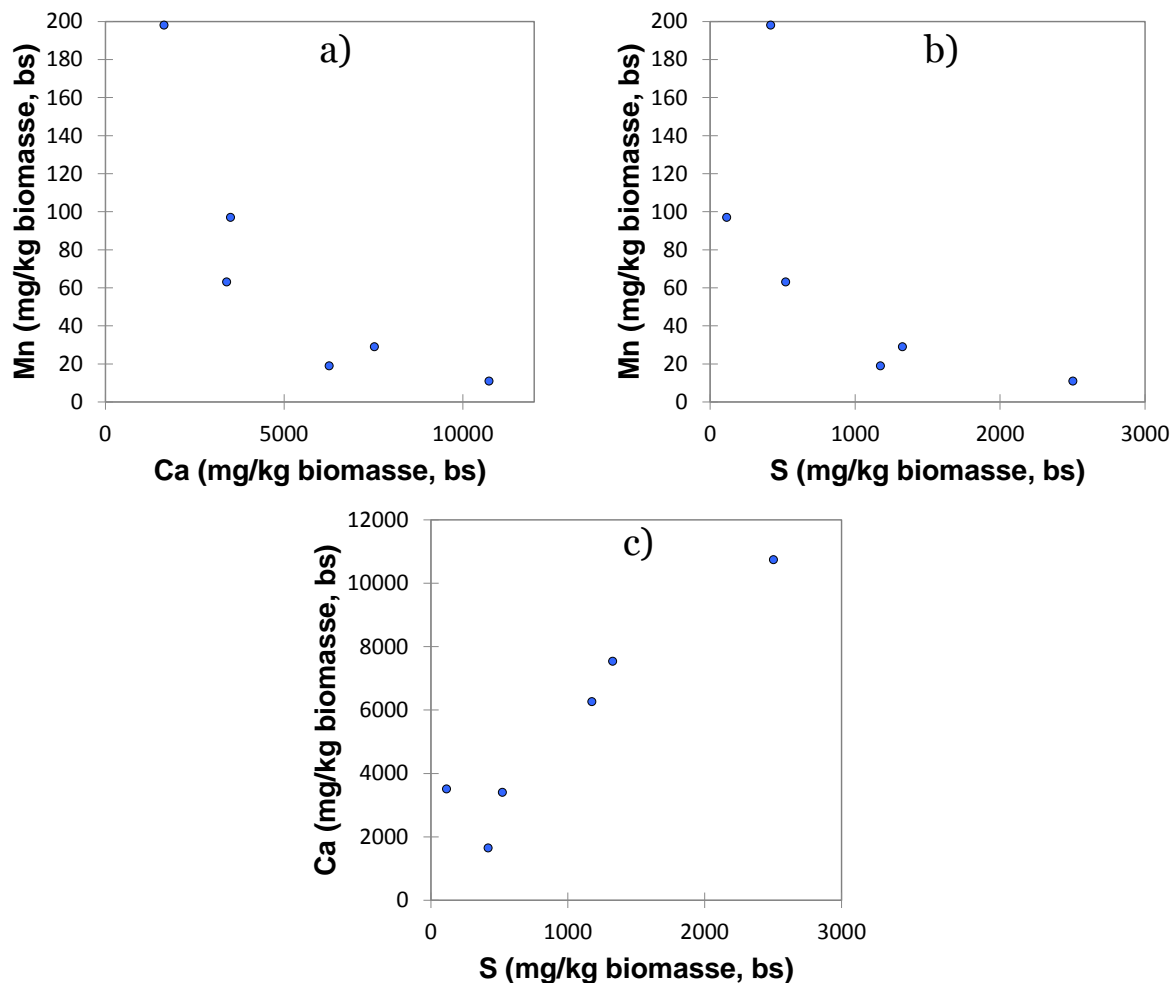 a)
200
180
160
140
120
100
80
60
40
20
0
Mn (mg/kg biomasse, bs)
0 5000 10000
Ca (mg/kg biomasse, bs)
b)
200
180
160
140
120
100
80
60
40
20
0
Mn (mg/kg biomasse, bs)
0 1000 2000 3000
S (mg/kg biomasse, bs)
c)
12000
10000
8000
6000
4000
2000
0
Ca (mg/kg biomasse, bs)
0 1000 2000 3000
S (mg/kg biomasse, bs)